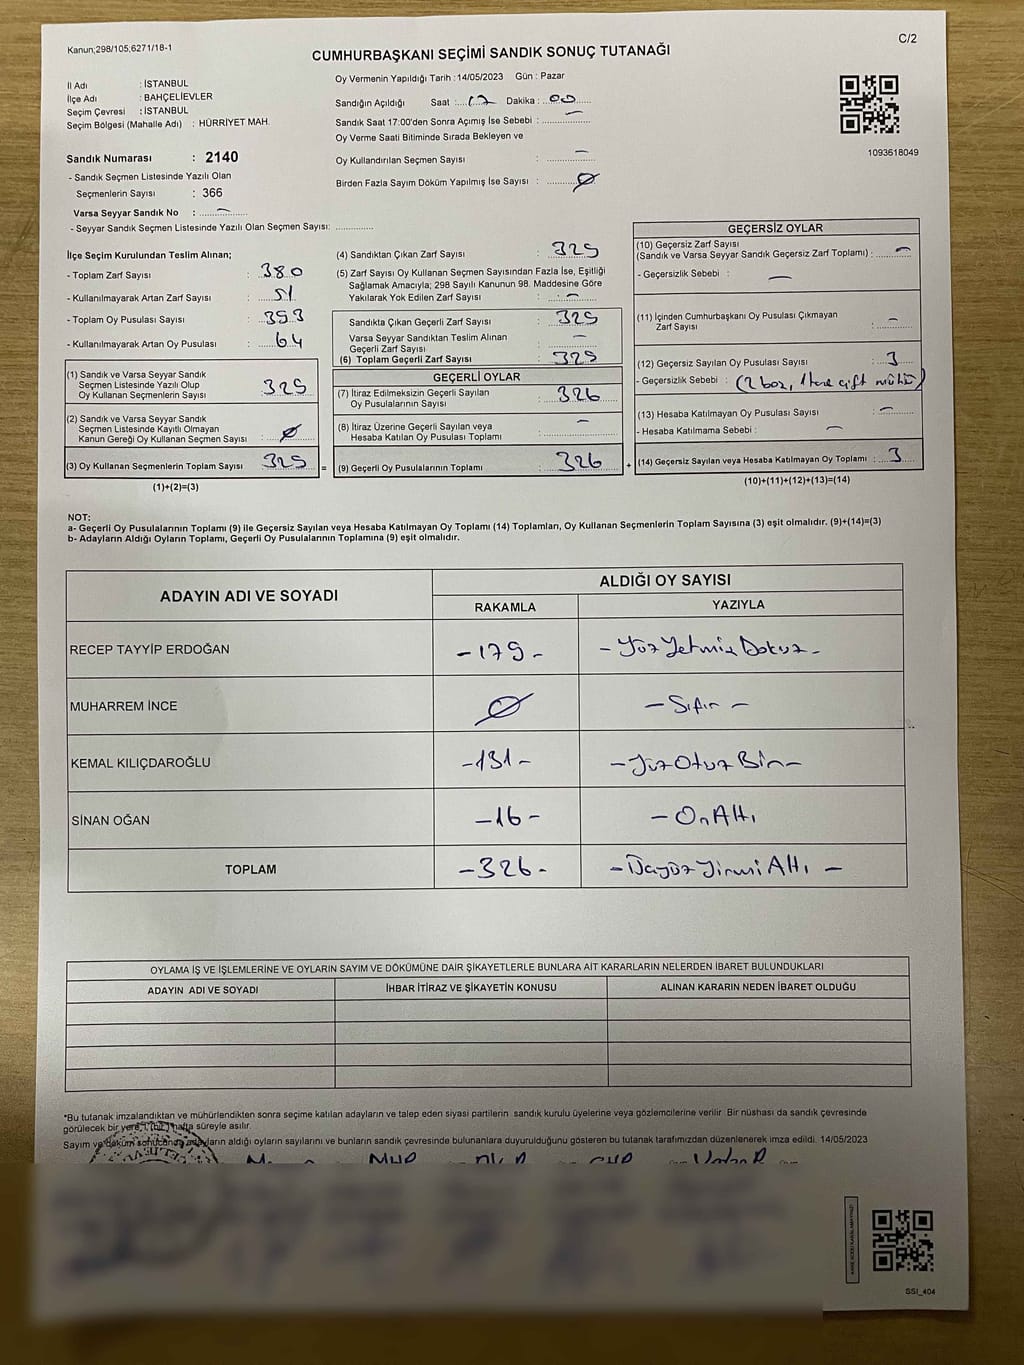 Kanun;298/105;6271/18-1
C/2
CUMHURBAŞKANI SEÇİMİ SANDIK SONUÇ TUTANAĞI
İl Adı : İSTANBUL
İlçe Adı : BAHÇELİEVLER
Seçim Çevresi : İSTANBUL
Seçim Bölgesi (Mahalle Adı) : HÜRRİYET MAH.
Sandık Numarası : 2140
- Sandık Seçmen Listesinde Yazılı Olan
Seçmenlerin Sayısı : 366
Varsa Seyyar Sandık No : -
- Seyyar Sandık Seçmen Listesinde Yazılı Olan Seçmen Sayısı:
Oy Vermenin Yapıldığı Tarih :14/05/2023 Gün : Pazar
Sandığın Açıldığı Saat : 17 Dakika : 00
Sandık Saat 17:00'den Sonra Açımış İse Sebebi : -
Oy Verme Saati Bitiminde Sırada Bekleyen ve
Oy Kullandırılan Seçmen Sayısı : -
Birden Fazla Sayım Döküm Yapılmış İse Sayısı : Ø
1093618049
İlçe Seçim Kurulundan Teslim Alınan;
- Toplam Zarf Sayısı : 380
- Kullanılmayarak Artan Zarf Sayısı : 51
- Toplam Oy Pusulası Sayısı : 393
- Kullanılmayarak Artan Oy Pusulası : 64
(1) Sandık ve Varsa Seyyar Sandık
Seçmen Listesinde Yazılı Olup
Oy Kullanan Seçmenlerin Sayısı : 329
(2) Sandık ve Varsa Seyyar Sandık
Seçmen Listesinde Kayıtlı Olmayan
Kanun Gereği Oy Kullanan Seçmen Sayısı : Ø
(3) Oy Kullanan Seçmenlerin Toplam Sayısı 329 =
(1)+(2)=(3)
(4) Sandıktan Çıkan Zarf Sayısı : 329
(5) Zarf Sayısı Oy Kullanan Seçmen Sayısından Fazla İse, Eşitliği
Sağlamak Amacıyla; 298 Sayılı Kanunun 98. Maddesine Göre
Yakılarak Yok Edilen Zarf Sayısı : -
Sandıkta Çıkan Geçerli Zarf Sayısı : 329
Varsa Seyyar Sandıktan Teslim Alınan
Geçerli Zarf Sayısı : -
(6) Toplam Geçerli Zarf Sayısı : 329
GEÇERLİ OYLAR
(7) İtiraz Edilmeksizin Geçerli Sayılan
Oy Pusulalarının Sayısı : 326
(8) İtiraz Üzerine Geçerli Sayılan veya
Hesaba Katılan Oy Pusulası Toplamı : -
(9) Geçerli Oy Pusulalarının Toplamı : 326 +
GEÇERSİZ OYLAR
(10) Geçersiz Zarf Sayısı
(Sandık ve Varsa Seyyar Sandık Geçersiz Zarf Toplamı) : -
- Geçersizlik Sebebi : -
(11) İçinden Cumhurbaşkanı Oy Pusulası Çıkmayan
Zarf Sayısı : -
(12) Geçersiz Sayılan Oy Pusulası Sayısı : 3
- Geçersizlik Sebebi : (2 boş, 1 tane çift mühür)
(13) Hesaba Katılmayan Oy Pusulası Sayısı : -
- Hesaba Katılmama Sebebi : -
(14) Geçersiz Sayılan veya Hesaba Katılmayan Oy Toplamı : 3
(10)+(11)+(12)+(13)=(14)
NOT:
a- Geçerli Oy Pusulalarının Toplamı (9) ile Geçersiz Sayılan veya Hesaba Katılmayan Oy Toplamı (14) Toplamları, Oy Kullanan Seçmenlerin Toplam Sayısına (3) eşit olmalıdır. (9)+(14)=(3)
b- Adayların Aldığı Oyların Toplamı, Geçerli Oy Pusulalarının Toplamına (9) eşit olmalıdır.
ADAYIN ADI VE SOYADI
ALDIĞI OY SAYISI
RAKAMLA YAZIYLA
RECEP TAYYİP ERDOĞAN -179- -Yüz Yetmiş Dokuz-
MUHARREM İNCE Ø -Sıfır-
KEMAL KILIÇDAROĞLU -131- -Yüz Otuz Bir-
SİNAN OĞAN -16- -On Altı
TOPLAM -326- -Üçyüz Yirmi Altı-
OYLAMA İŞ VE İŞLEMLERİNE VE OYLARIN SAYIM VE DÖKÜMÜNE DAİR ŞİKAYETLERLE BUNLARA AİT KARARLARIN NELERDEN İBARET BULUNDUKLARI
ADAYIN ADI VE SOYADI İHBAR İTİRAZ VE ŞİKAYETİN KONUSU ALINAN KARARIN NEDEN İBARET OLDUĞU
*Bu tutanak imzalandıktan ve mühürlendikten sonra seçime katılan adayların ve talep eden siyasi partilerin sandık kurulu üyelerine veya gözlemcilerine verilir. Bir nüshası da sandık çevresinde
görülecek bir yere, 1 (bir) hafta süreyle asılır.
Sayım ve döküm sonucunda adayların aldığı oyların sayılarını ve bunların sandık çevresinde bulunanlara duyurulduğunu gösteren bu tutanak tarafımızdan düzenlenerek imza edildi. 14/05/2023
MHP CHP
SSI_404